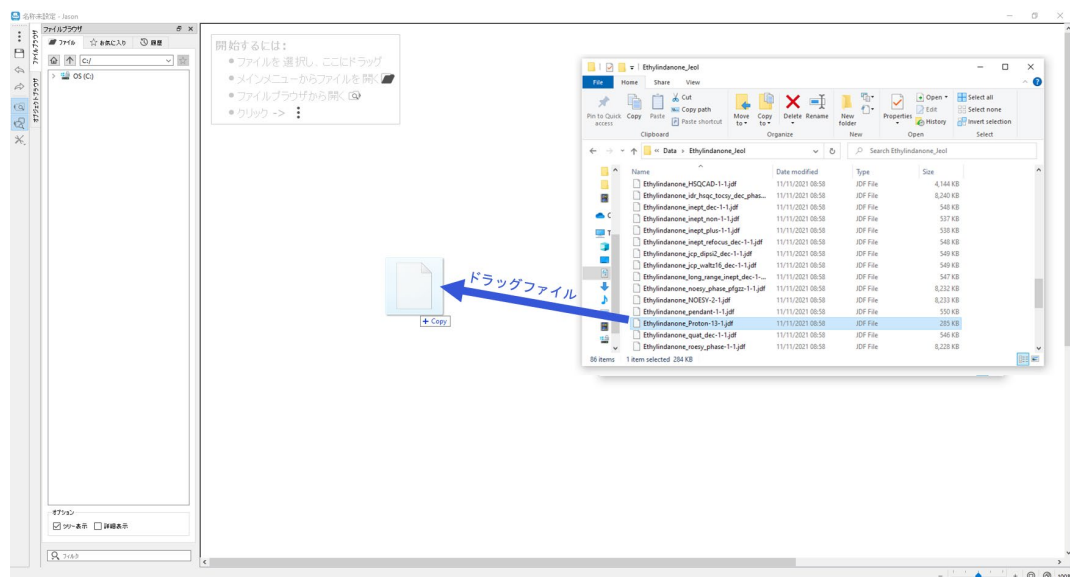 名称未設定 - Jason
ファイルブラウザ
ファイル お気に入り 履歴
C:/
OS (C:)
ファイルブラウザ
オブジェクトブラウザ
開始するには:
ファイルを選択し、ここにドラッグ
メインメニューからファイルを開く
ファイルブラウザから開く
クリック ->
ドラッグファイル
+ Copy
オプション
ツリー表示 詳細表示
フィルタ
Ethylindanone_Jeol
File Home Share View
Pin to Quick access
Copy
Paste
Cut
Copy path
Paste shortcut
Move to
Copy to
Delete
Rename
New folder
Properties
Open
Edit
History
Select all
Select none
Invert selection
Clipboard Organize New Open Select
« Data > Ethylindanone_Jeol
Search Ethylindanone_Jeol
Name Date modified Type Size
Ethylindanone_HSQCAD-1-1.jdf 11/11/2021 08:58 JDF File 4,144 KB
Ethylindanone_idr_hsqc_tocsy_dec_phas... 11/11/2021 08:58 JDF File 8,240 KB
Ethylindanone_inept_dec-1-1.jdf 11/11/2021 08:58 JDF File 548 KB
Ethylindanone_inept_non-1-1.jdf 11/11/2021 08:58 JDF File 537 KB
Ethylindanone_inept_plus-1-1.jdf 11/11/2021 08:58 JDF File 538 KB
Ethylindanone_inept_refocus_dec-1-1.jdf 11/11/2021 08:58 JDF File 548 KB
Ethylindanone_jcp_dipsi2_dec-1-1.jdf 11/11/2021 08:58 JDF File 549 KB
Ethylindanone_jcp_waltz16_dec-1-1.jdf 11/11/2021 08:58 JDF File 549 KB
Ethylindanone_long_range_inept_dec-1-... 11/11/2021 08:58 JDF File 547 KB
Ethylindanone_noesy_phase_pfgzz-1-1.jdf 11/11/2021 08:58 JDF File 8,232 KB
Ethylindanone_NOESY-2-1.jdf 11/11/2021 08:58 JDF File 8,233 KB
Ethylindanone_pendant-1-1.jdf 11/11/2021 08:58 JDF File 550 KB
Ethylindanone_Proton-13-1.jdf 11/11/2021 08:58 JDF File 285 KB
Ethylindanone_quat_dec-1-1.jdf 11/11/2021 08:58 JDF File 546 KB
Ethylindanone_roesy_phase-1-1.jdf 11/11/2021 08:58 JDF File 8,228 KB
86 items 1 item selected 284 KB